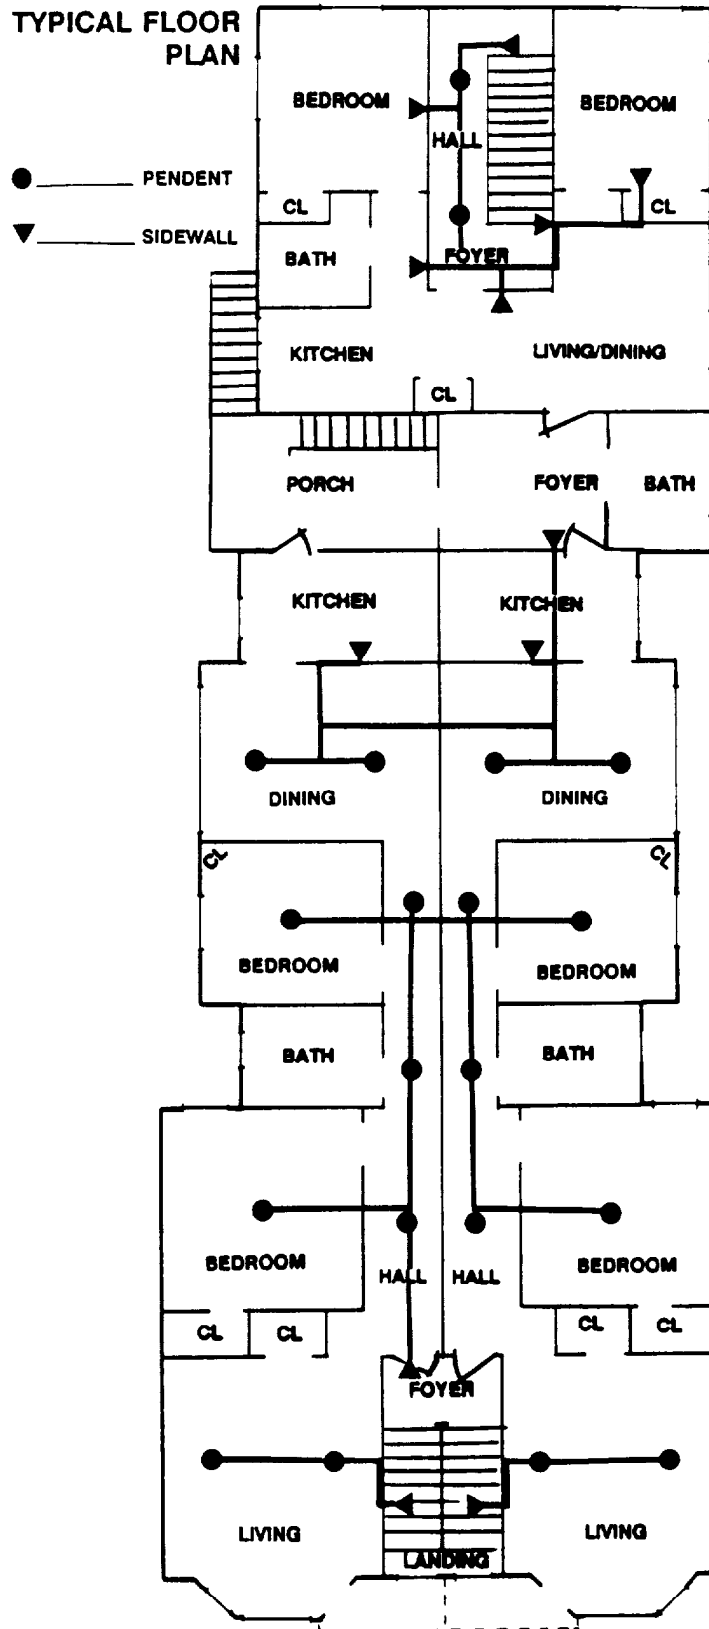 TYPICAL FLOOR
PLAN
BEDROOM
BEDROOM
HALL
PENDENT
CL
CL
SIDEWALL
BATH
FOYER
KITCHEN
LIVING/DINING
CL
PORCH
FOYER
BATH
KITCHEN
KITCHEN
DINING
DINING
CL
CL
BEDROOM
BEDROOM
BATH
BATH
BEDROOM
HALL
HALL
BEDROOM
CL
CL
CL
CL
FOYER
LIVING
LIVING
LANDING